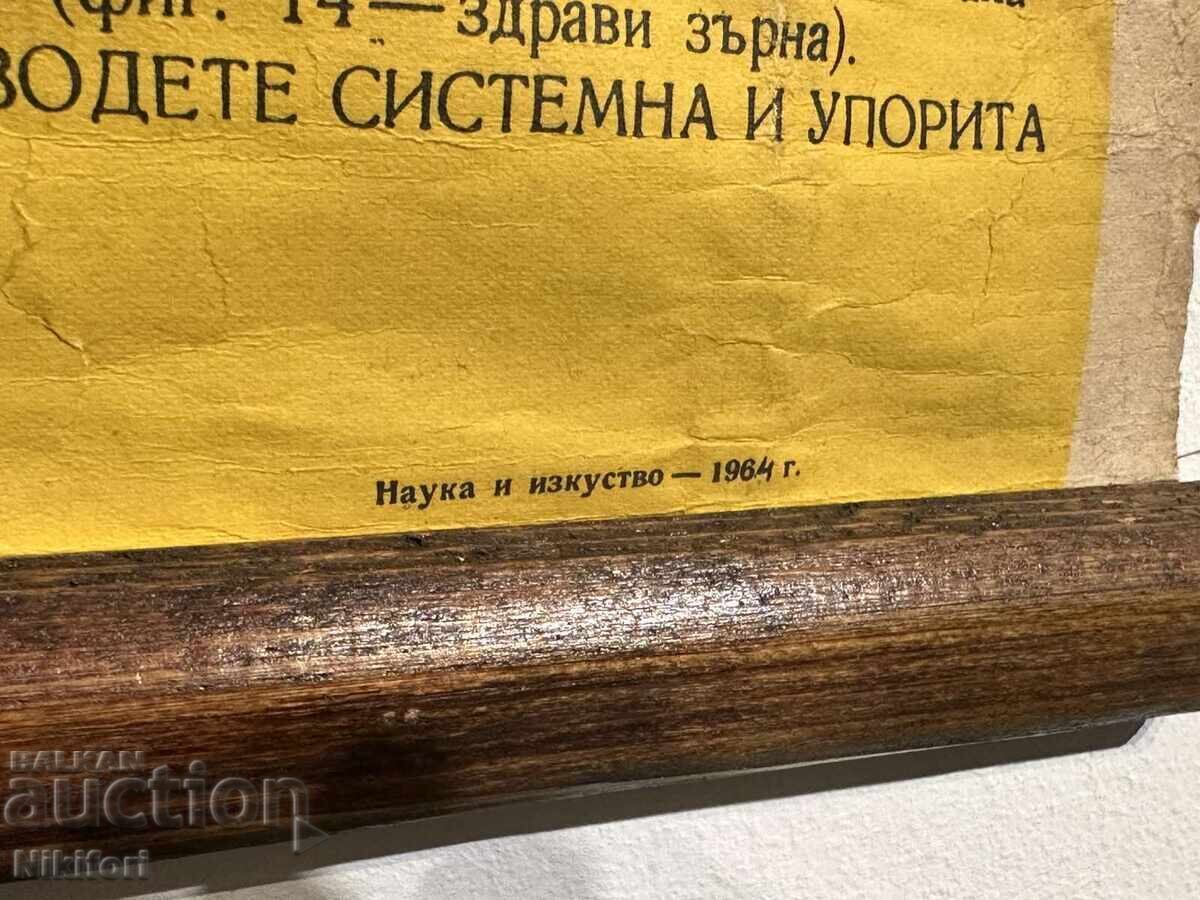 (фиг. 14 — здрави зърна).
ВОДЕТЕ СИСТЕМНА И УПОРИТА
Наука и изкуство — 1964 г.
BALKAN
auction
Nikifori